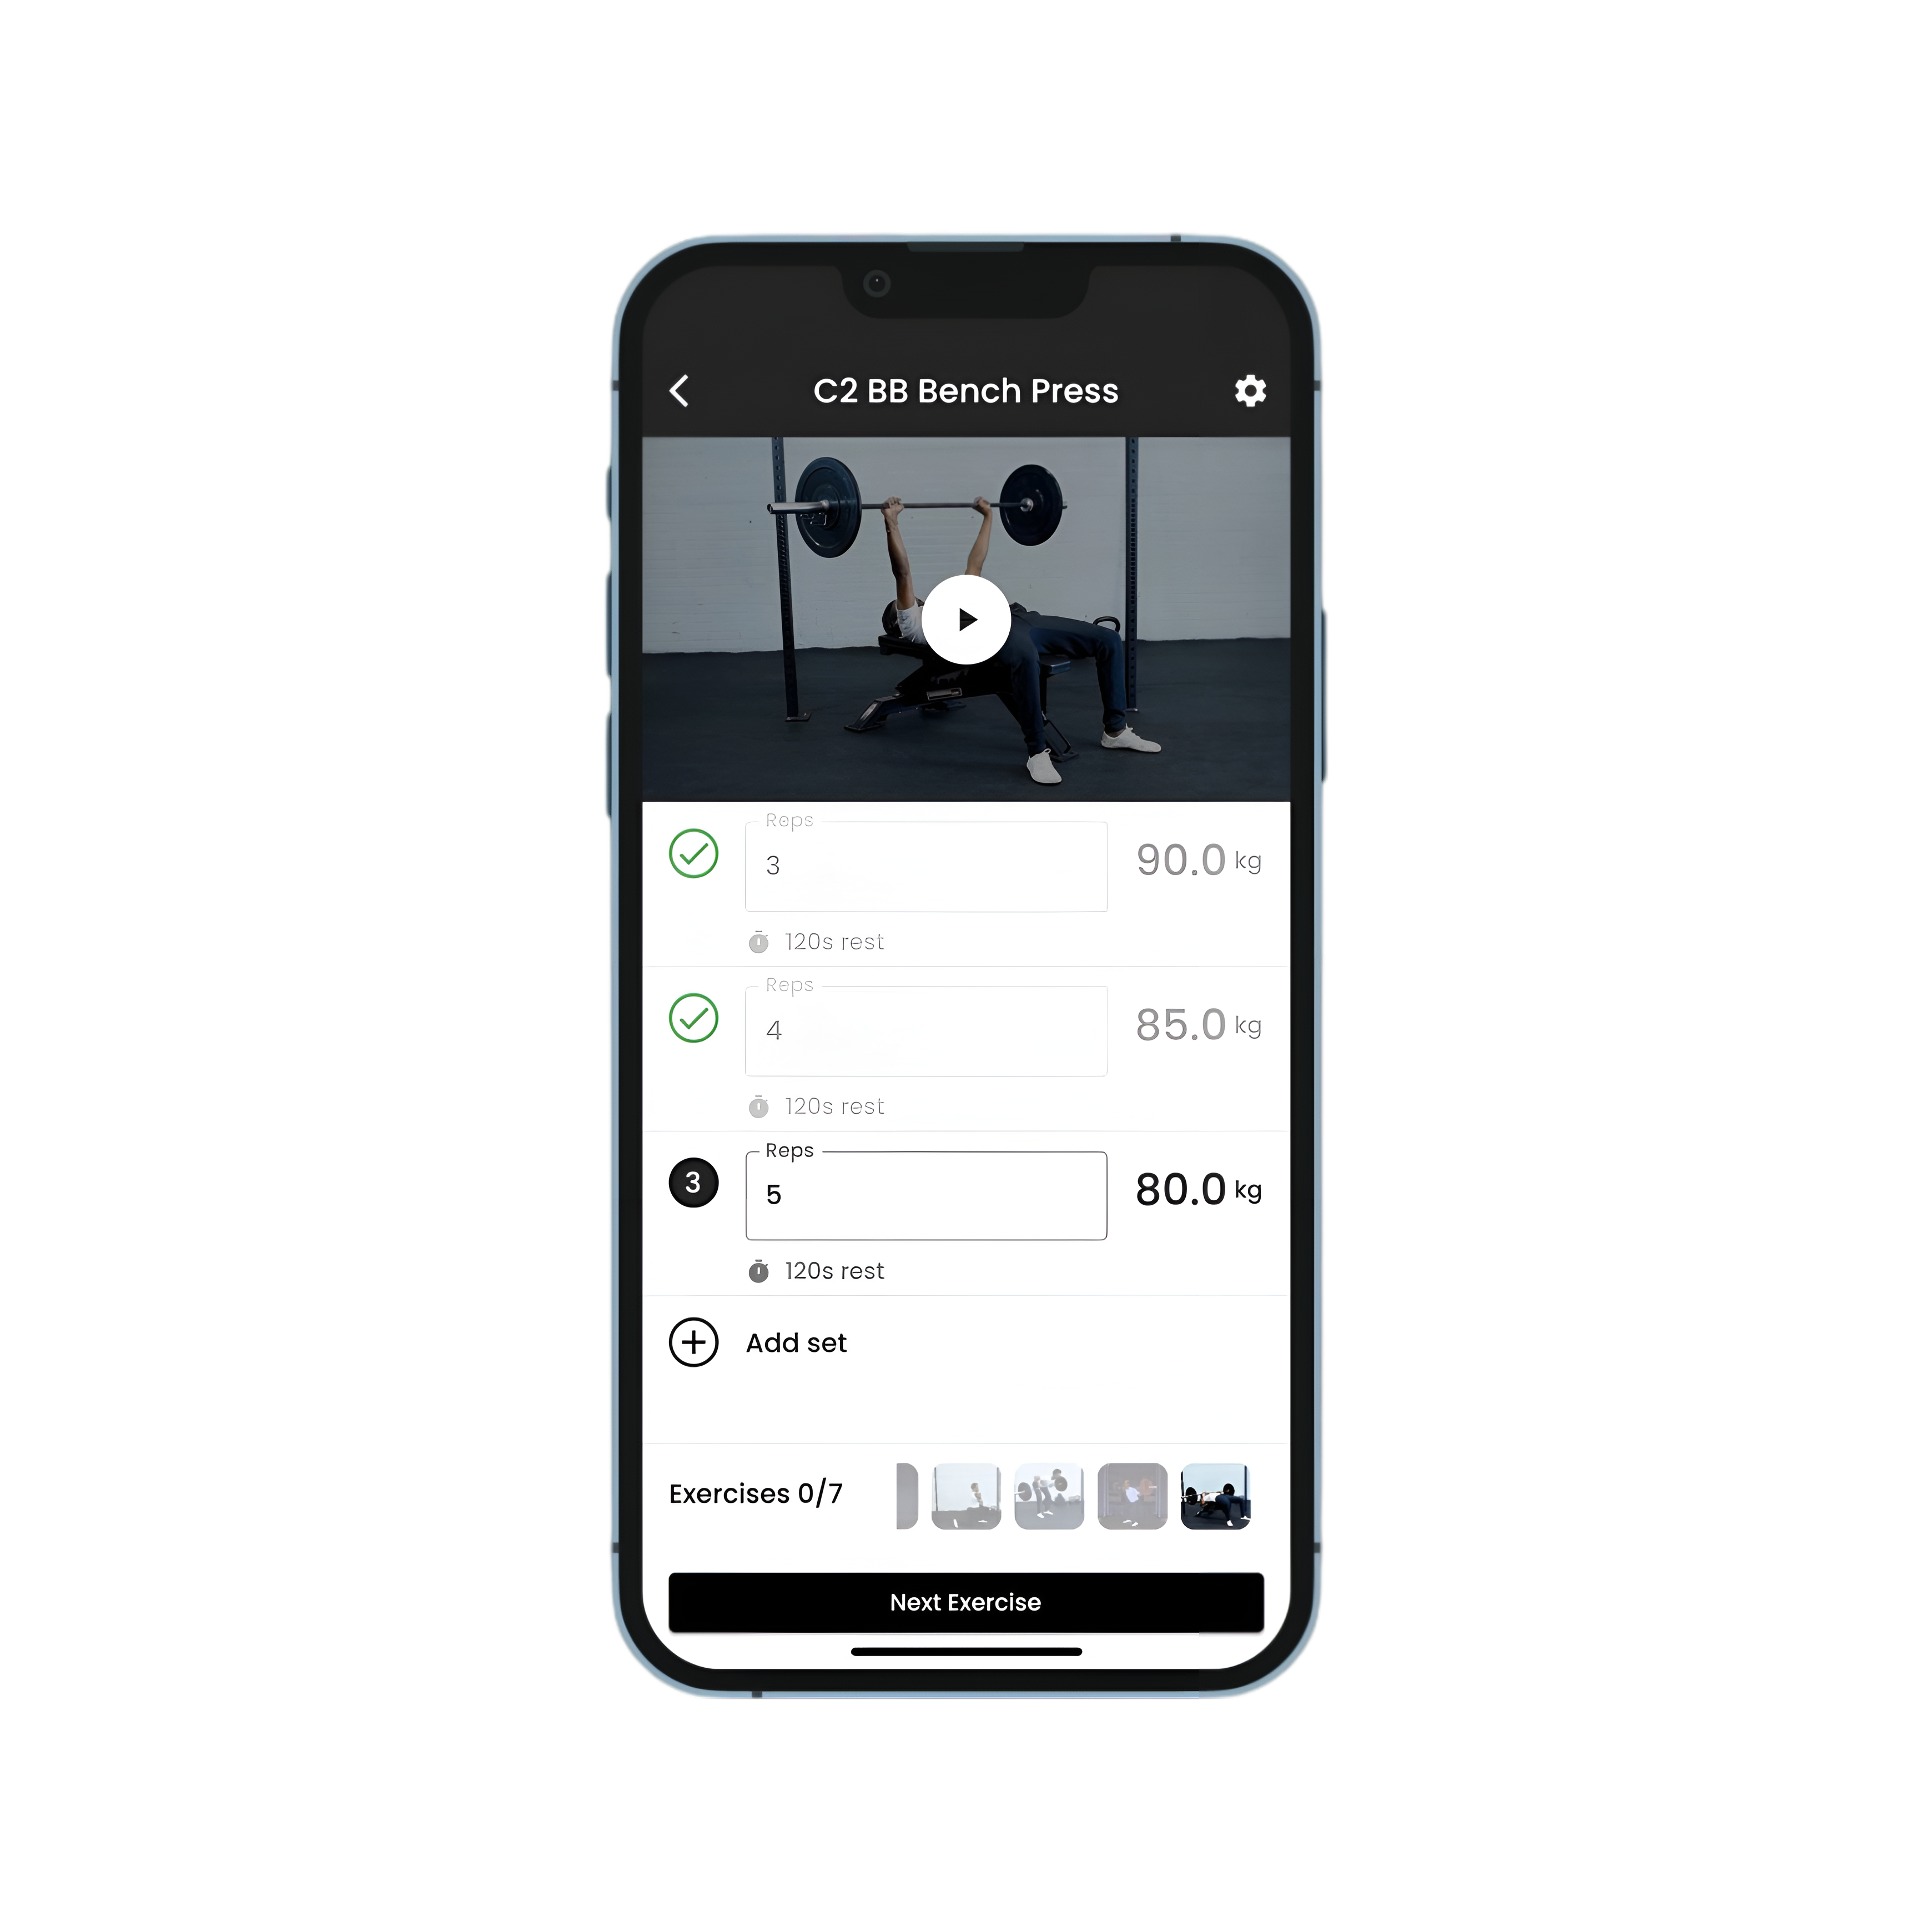 C2 BB Bench Press
Reps
3
90.0 kg
120s rest
Reps
4
85.0 kg
120s rest
Reps
3
5
80.0 kg
120s rest
Add set
Exercises 0/7
Next Exercise